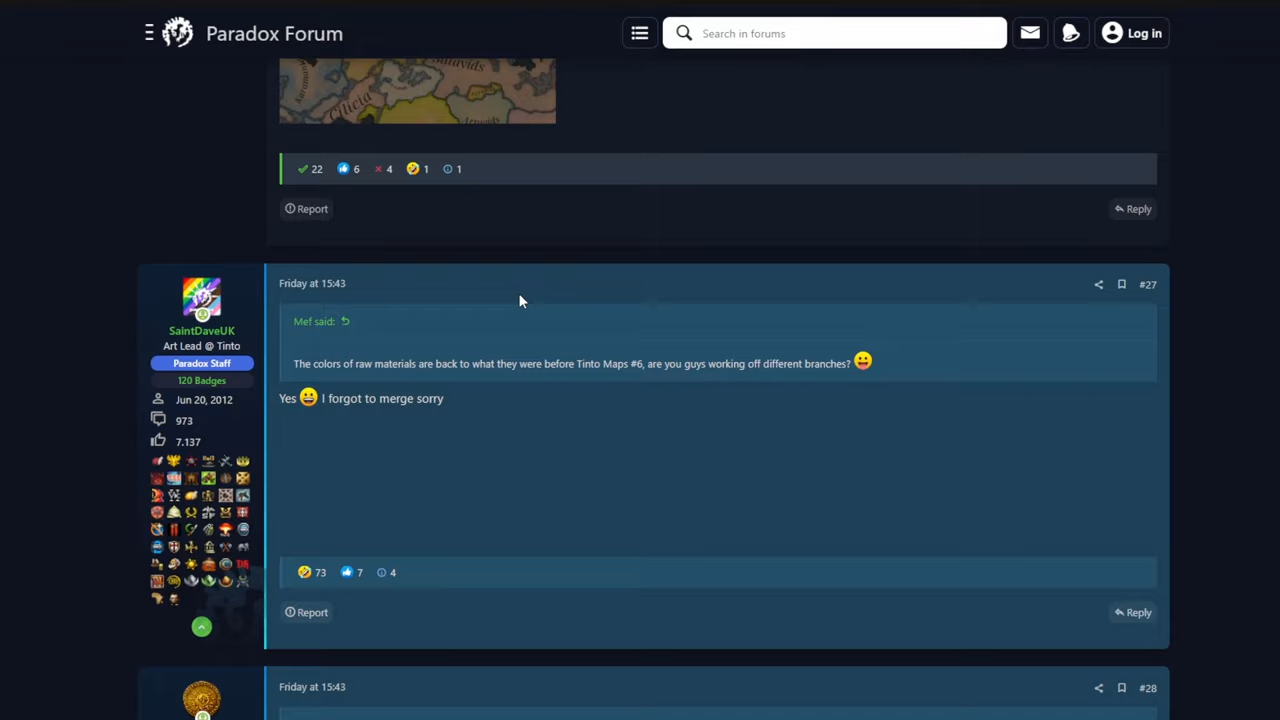 Paradox Forum
Search in forums
Log in
Cilicia
22 6 4 1 1
Report
Reply
SaintDaveUK
Art Lead @ Tinto
Paradox Staff
120 Badges
Jun 20, 2012
973
7.137
Friday at 15:43
#27
Mef said:
The colors of raw materials are back to what they were before Tinto Maps #6, are you guys working off different branches?
Yes I forgot to merge sorry
73 7 4
Report
Reply
Friday at 15:43
#28